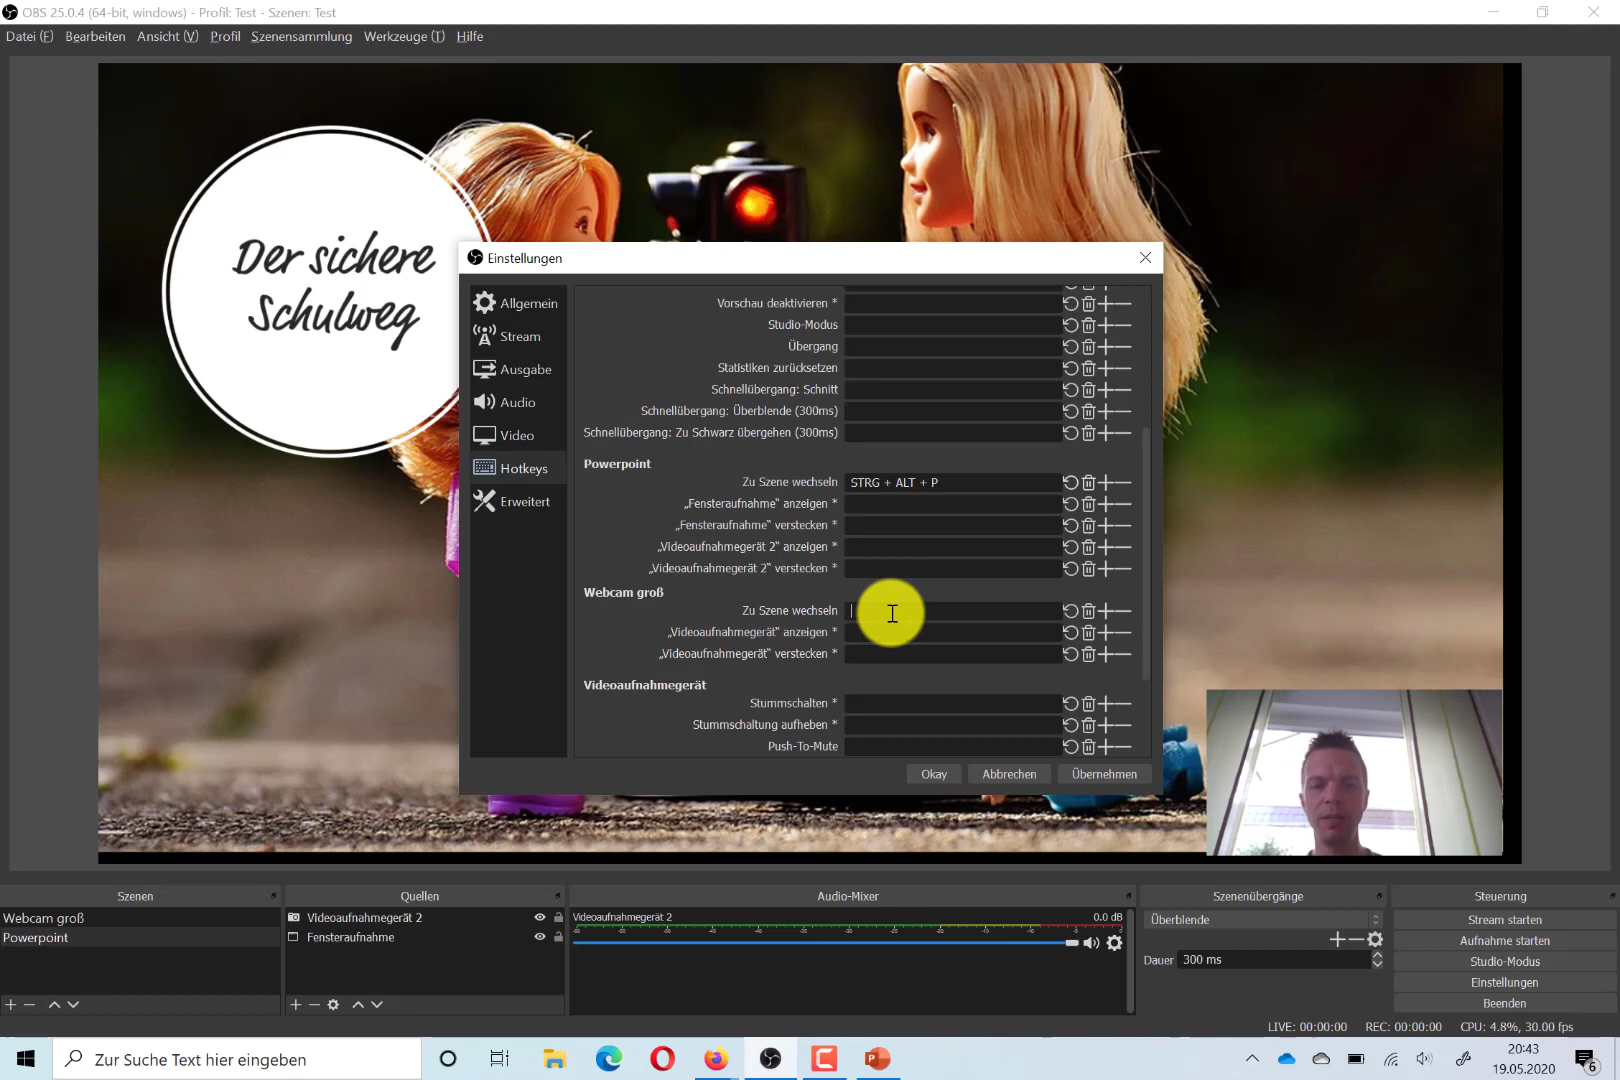 OBS 25.0.4 (64-bit, windows) - Profil: Test - Szenen: Test
Datei (F) Bearbeiten Ansicht (V) Profil Szenensammlung Werkzeuge (T) Hilfe
Der sichere
Schulweg
Einstellungen
Allgemein
Stream
Ausgabe
Audio
Video
Hotkeys
Erweitert
Vorschau deaktivieren *
Studio-Modus
Übergang
Statistiken zurücksetzen
Schnellübergang: Schnitt
Schnellübergang: Überblende (300ms)
Schnellübergang: Zu Schwarz übergehen (300ms)
Powerpoint
Zu Szene wechseln STRG + ALT + P
„Fensteraufnahme“ anzeigen *
„Fensteraufnahme“ verstecken *
„Videoaufnahmegerät 2“ anzeigen *
„Videoaufnahmegerät 2“ verstecken *
Webcam groß
Zu Szene wechseln
„Videoaufnahmegerät“ anzeigen *
„Videoaufnahmegerät“ verstecken *
Videoaufnahmegerät
Stummschalten *
Stummschaltung aufheben *
Push-To-Mute
Okay Abbrechen Übernehmen
Szenen
Webcam groß
Powerpoint
Quellen
Videoaufnahmegerät 2
Fensteraufnahme
Audio-Mixer
Videoaufnahmegerät 2 0.0 dB
Szenenübergänge
Überblende
Dauer 300 ms
Steuerung
Stream starten
Aufnahme starten
Studio-Modus
Einstellungen
Beenden
LIVE: 00:00:00 REC: 00:00:00 CPU: 4.8%, 30.00 fps
Zur Suche Text hier eingeben
20:43
19.05.2020
6